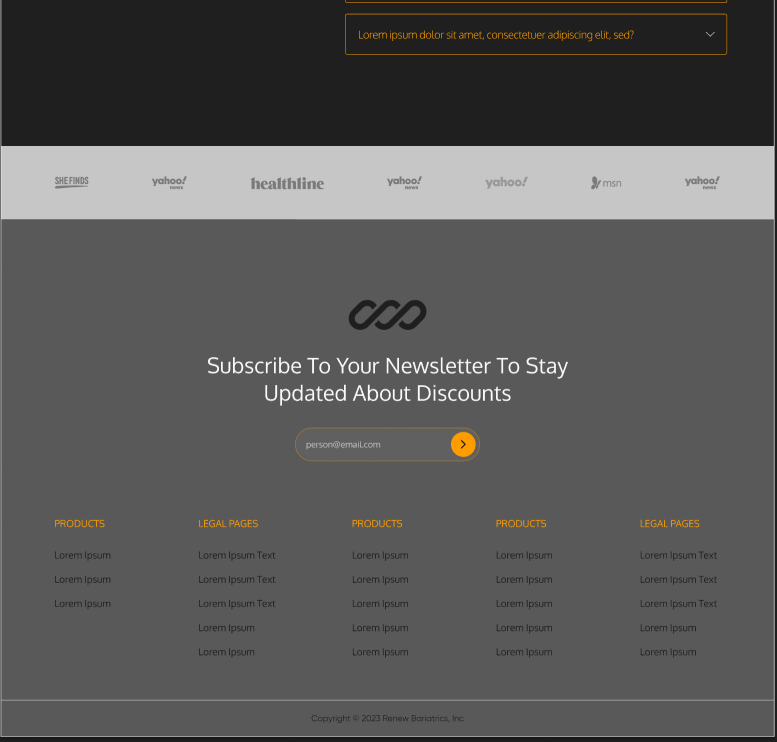 Lorem ipsum dolor sit amet, consectetuer adipiscing elit, sed?
SHEFINDS
yahoo! news
healthline
yahoo! news
yahoo!
msn
yahoo! news
Subscribe To Your Newsletter To Stay
Updated About Discounts
person@email.com
PRODUCTS
Lorem Ipsum
Lorem Ipsum
Lorem Ipsum
LEGAL PAGES
Lorem Ipsum Text
Lorem Ipsum Text
Lorem Ipsum Text
Lorem Ipsum
Lorem Ipsum
PRODUCTS
Lorem Ipsum
Lorem Ipsum
Lorem Ipsum
Lorem Ipsum
Lorem Ipsum
PRODUCTS
Lorem Ipsum
Lorem Ipsum
Lorem Ipsum
Lorem Ipsum
Lorem Ipsum
LEGAL PAGES
Lorem Ipsum Text
Lorem Ipsum Text
Lorem Ipsum Text
Lorem Ipsum
Lorem Ipsum
Copyright © 2023 Renew Bariatrics, Inc